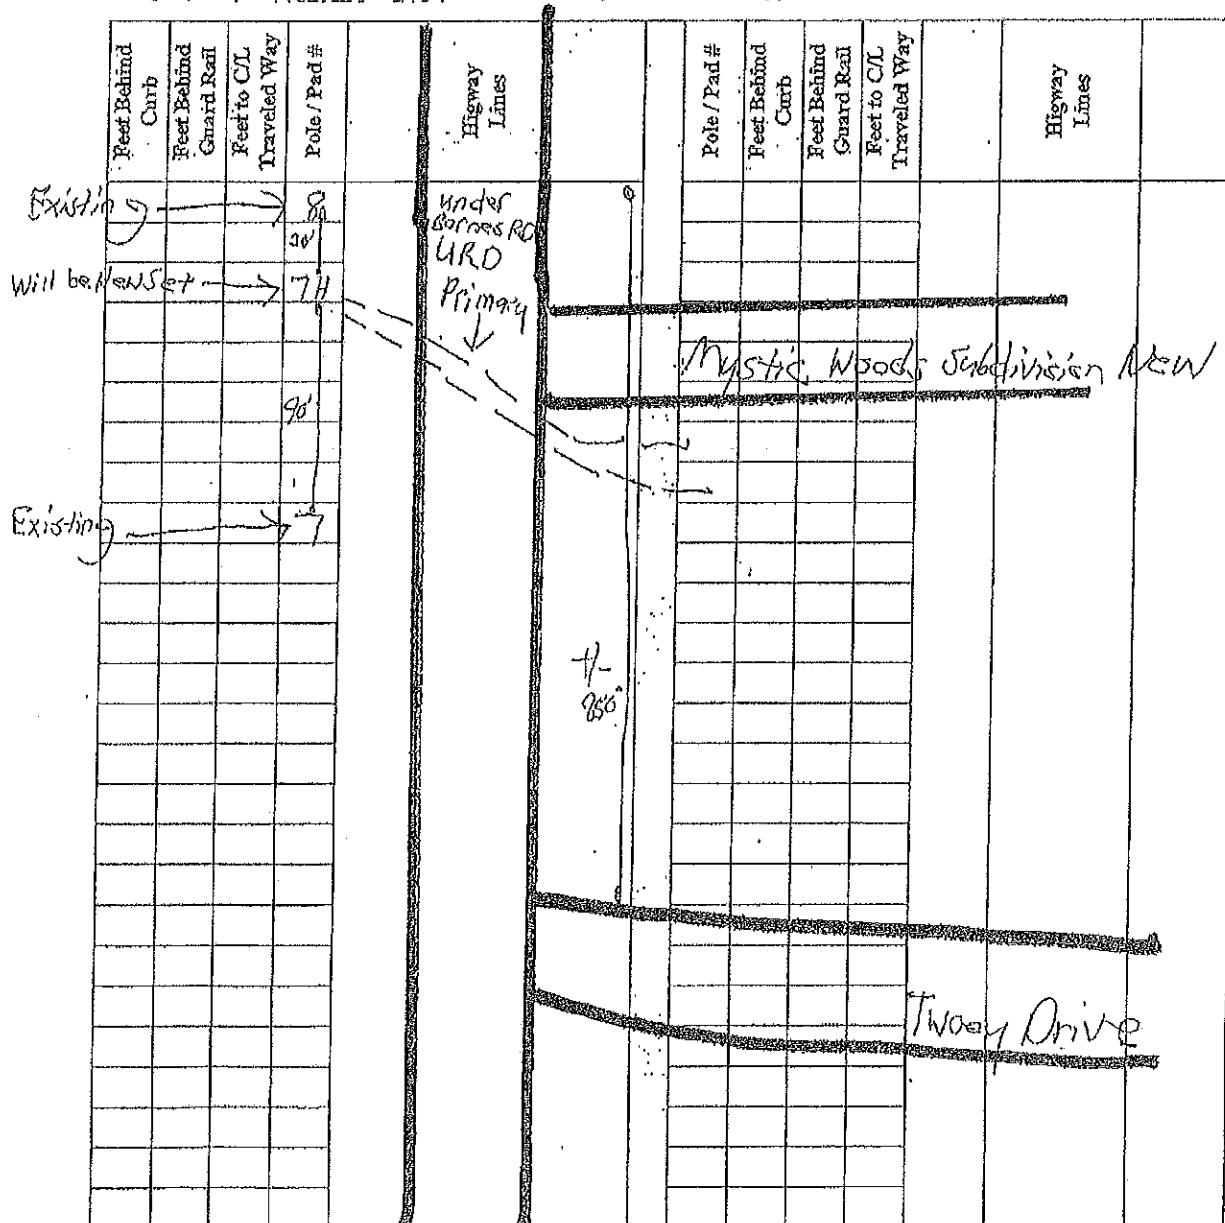 Feet Behind
Curb
Feet Behind
Guard Rail
Feet to C/L
Traveled Way
Pole / Pad #
Higway
Lines
Pole / Pad #
Feet Behind
Curb
Feet Behind
Guard Rail
Feet to C/L
Traveled Way
Higway
Lines
Existing
8
under
Barnes RD
URD
Primary
Will be New Set
7H
Mystic Woods Subdivision New
90'
Existing
7
+/-
850'
Drive